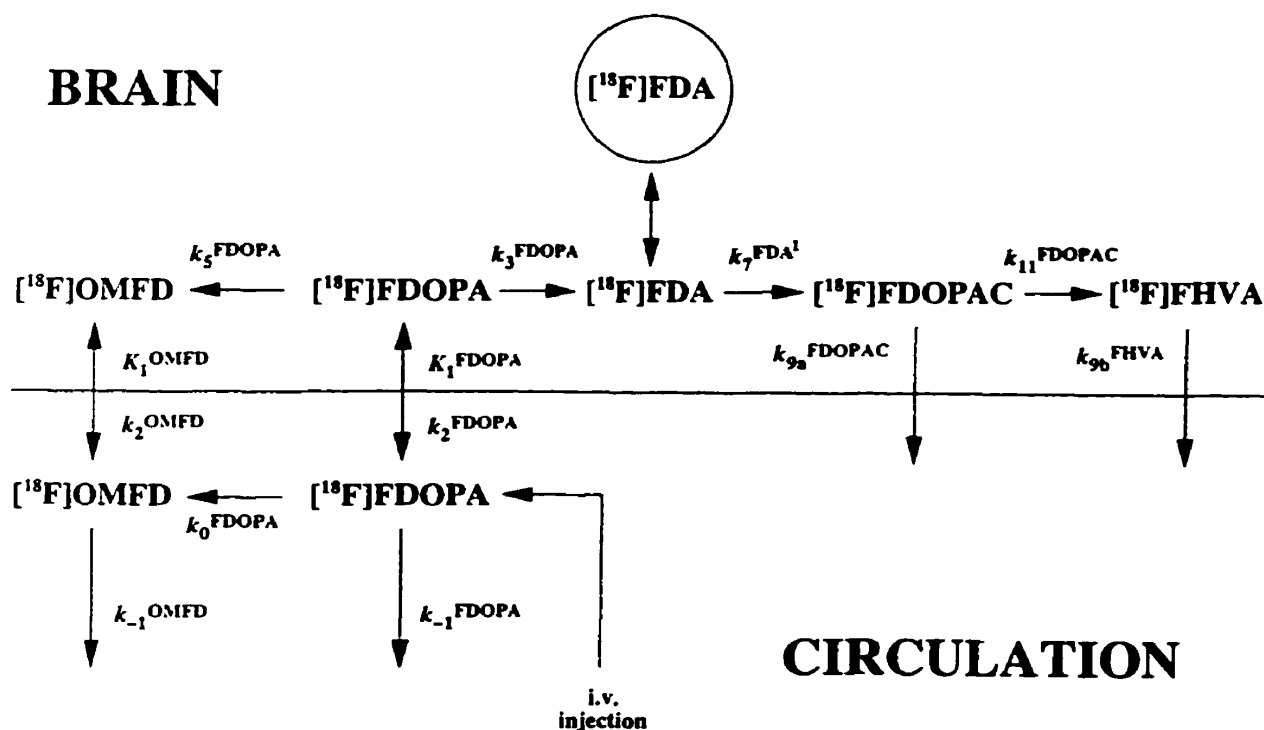 [¹⁸F]FDA
BRAIN
k₅FDOPA k₃FDOPA k₇FDA¹ k₁₁FDOPAC
[¹⁸F]OMFD [¹⁸F]FDOPA [¹⁸F]FDA [¹⁸F]FDOPAC [¹⁸F]FHVA
K₁OMFD K₁FDOPA k₉ₐFDOPAC k₉bFHVA
k₂OMFD k₂FDOPA
[¹⁸F]OMFD [¹⁸F]FDOPA
k₀FDOPA
k₋₁OMFD k₋₁FDOPA
CIRCULATION
i.v.
injection